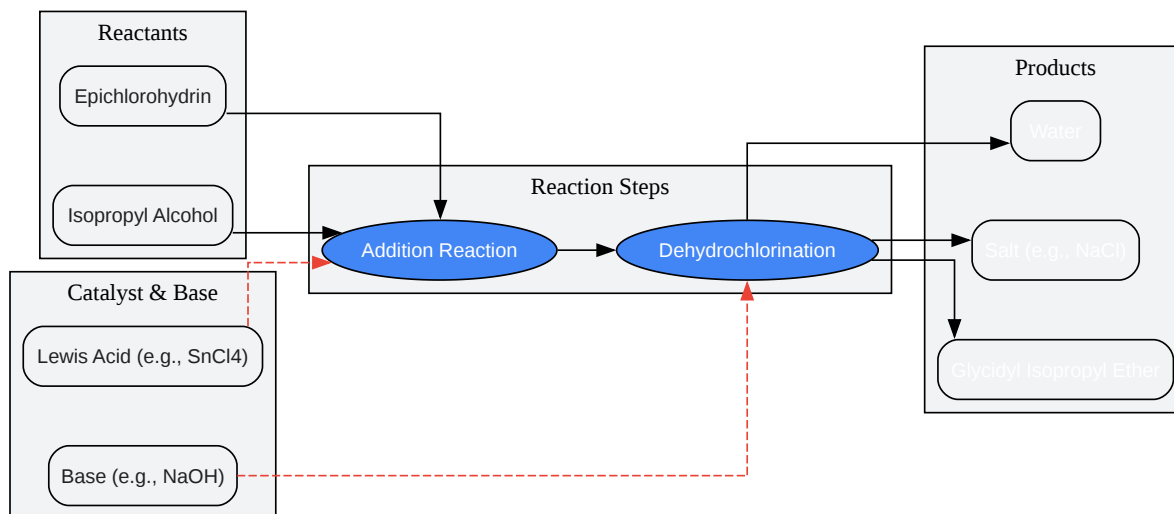 Reactants
Epichlorohydrin
Isopropyl Alcohol
Catalyst & Base
Lewis Acid (e.g., SnCl4)
Base (e.g., NaOH)
Reaction Steps
Addition Reaction
Dehydrochlorination
Products
Water
Salt (e.g., NaCl)
Glycidyl Isopropyl Ether